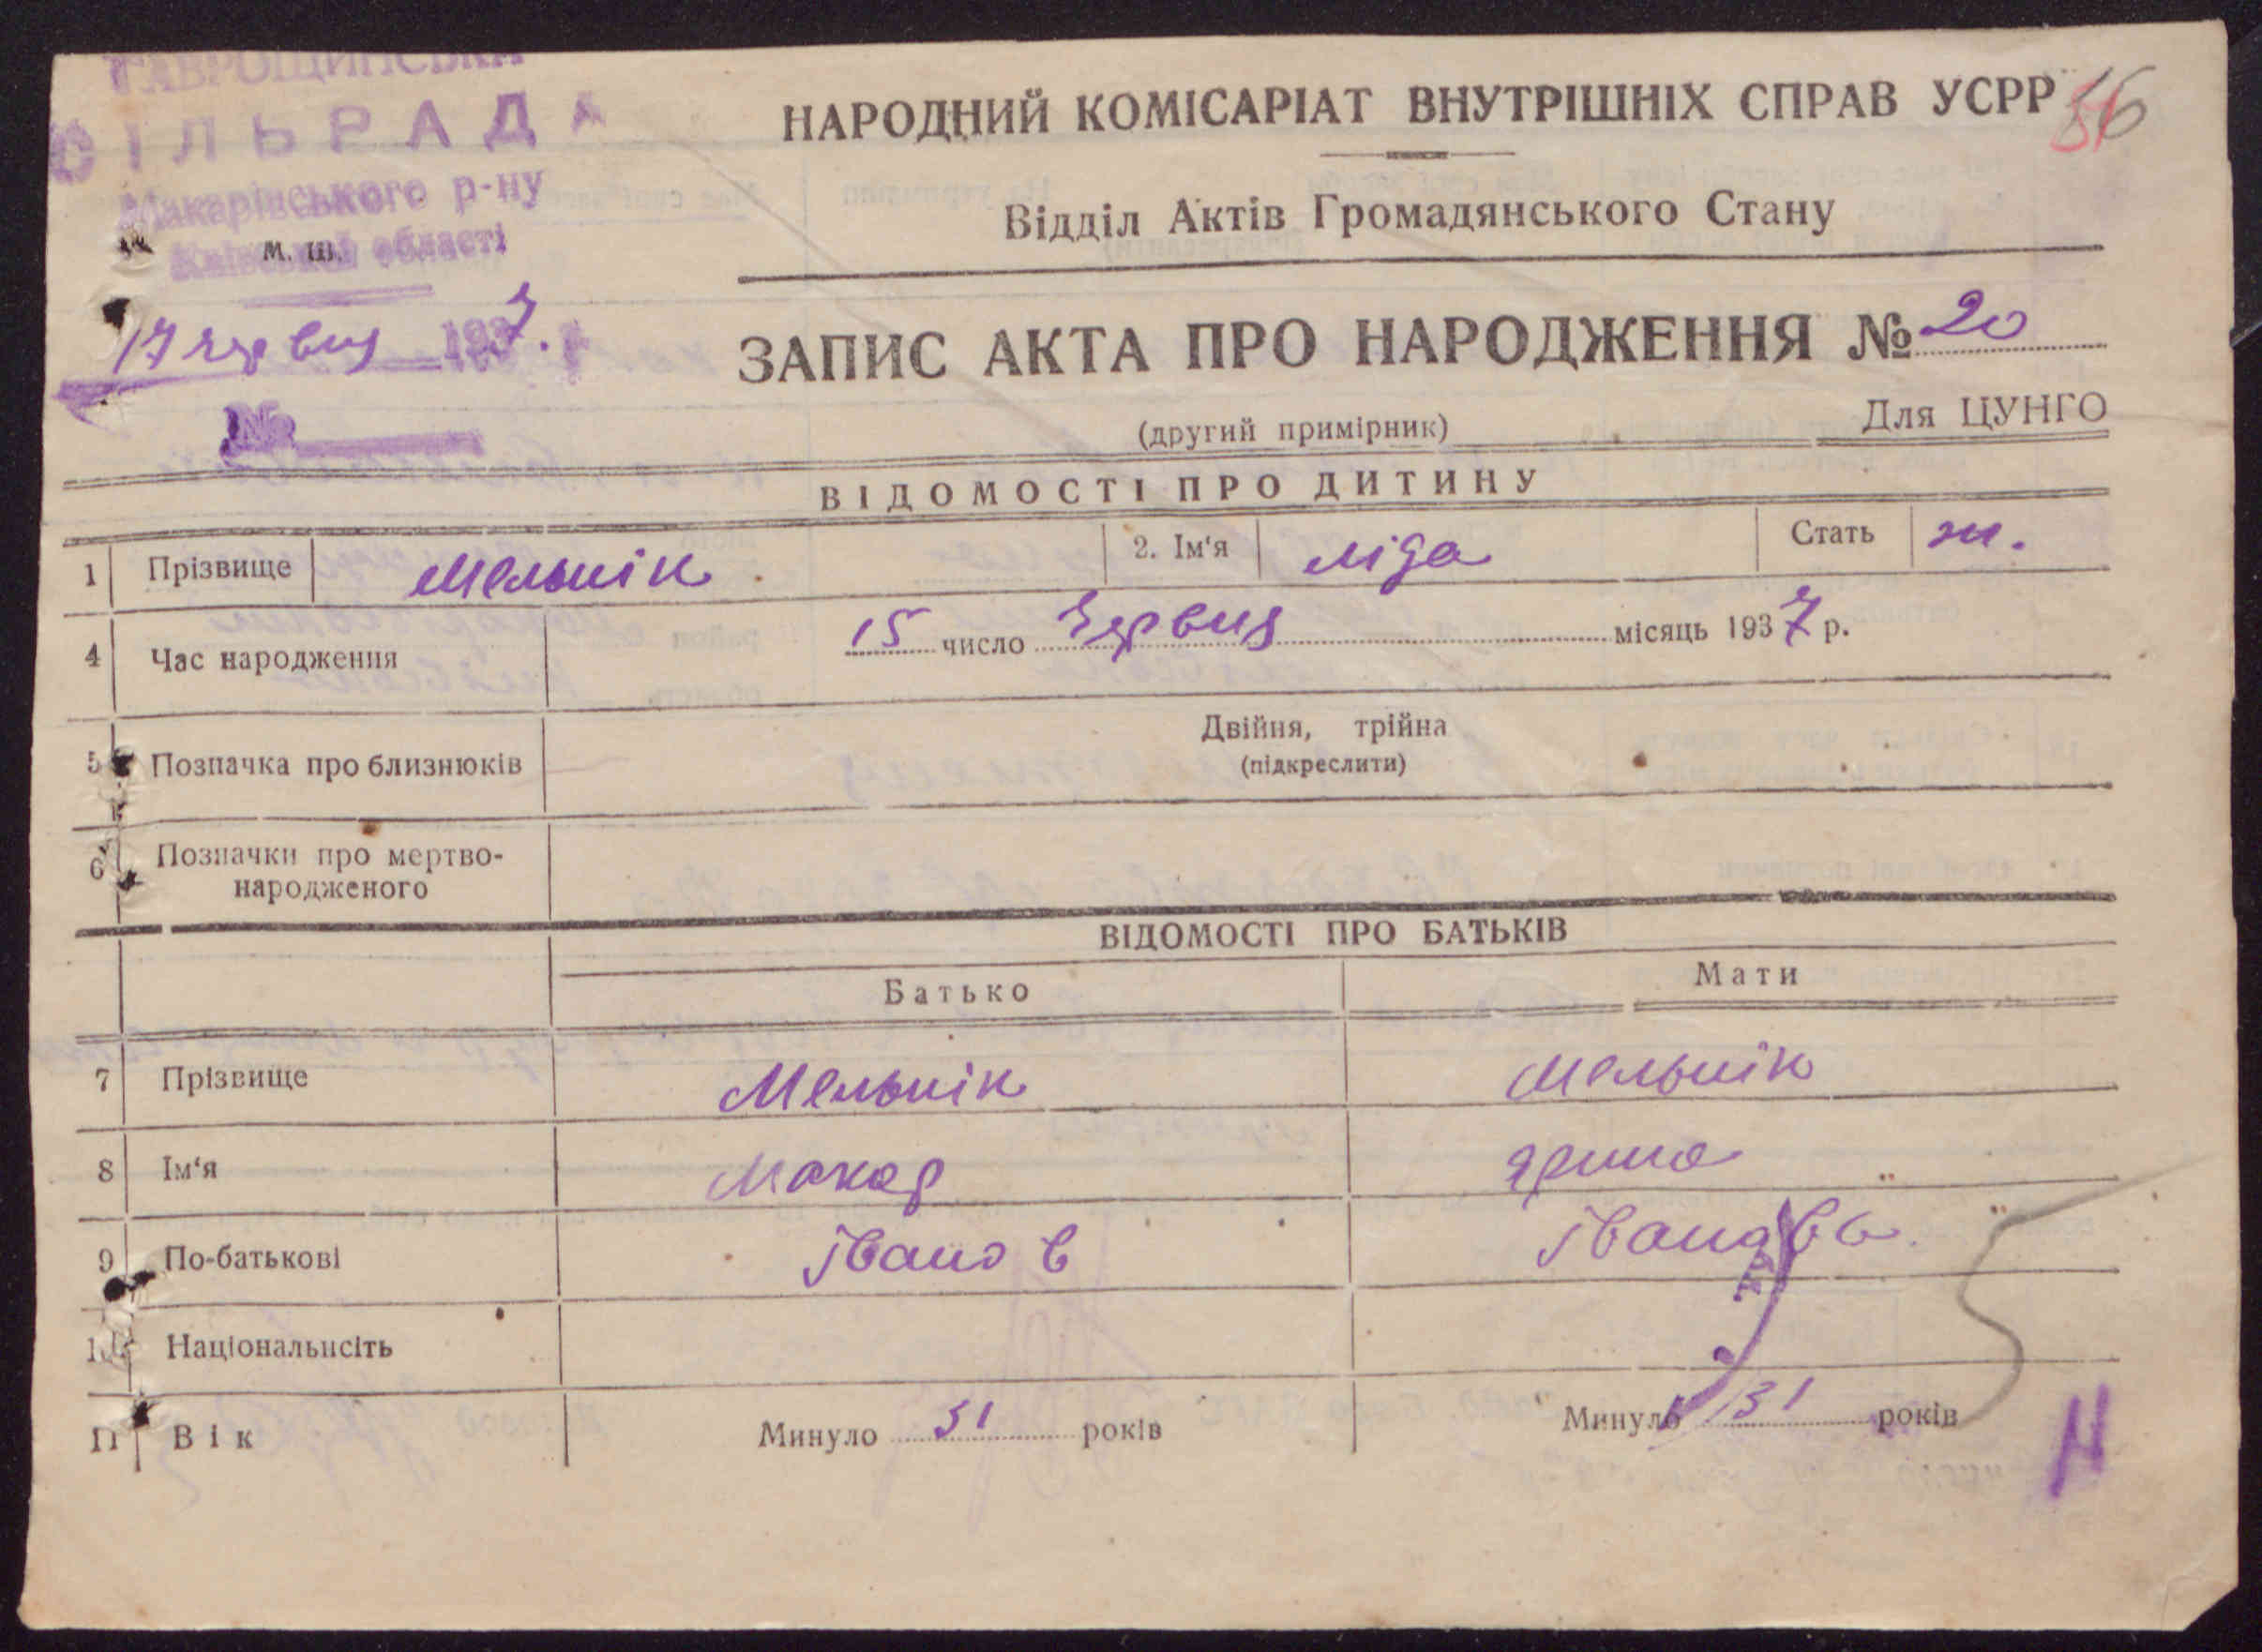 ГАВРОЩИНСЬКА
СІЛЬРАДА
Макарівського р-ну
Київської області
М. Ш.
17 червня 1937.
№
НАРОДНИЙ КОМІСАРІАТ ВНУТРІШНІХ СПРАВ УСРР
56
Відділ Актів Громадянського Стану
ЗАПИС АКТА ПРО НАРОДЖЕННЯ № 20
(другий примірник) Для ЦУНГО
ВІДОМОСТІ ПРО ДИТИНУ
1 Прізвище Мельнік 2. Ім‘я Ліда Стать ж.
4 Час народження 15 число Червня місяць 1937 р.
5 Позначка про близнюків Двійня, трійна
(підкреслити)
6 Позначки про мертво-
народженого
ВІДОМОСТІ ПРО БАТЬКІВ
Батько Мати
7 Прізвище Мельнік Мельнік
8 Ім‘я Макар Ярина
9 По-батькові Іванов Іванова
10 Національнсіть
11 Вік Минуло 31 років Минуло 31 років
Н